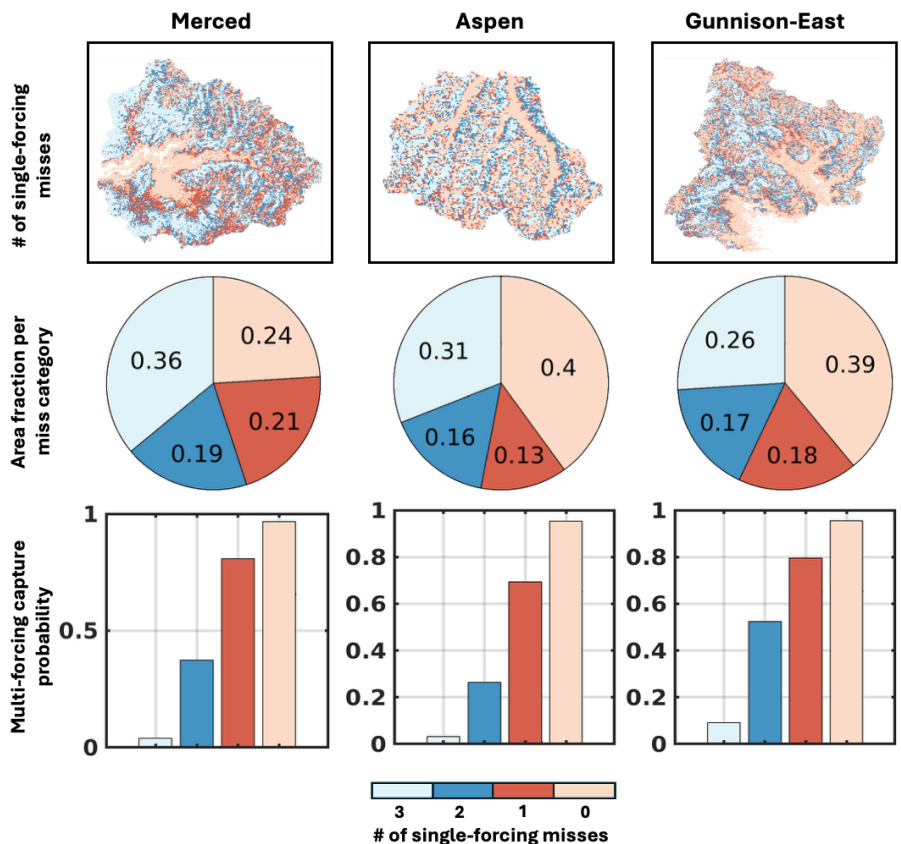 Merced
Aspen
Gunnison-East
# of single-forcing
misses
Area fraction per
miss category
0.36
0.24
0.21
0.19
0.31
0.4
0.16
0.13
0.26
0.39
0.17
0.18
Multi-forcing capture
probability
1
0.5
0
1
0.8
0.6
0.4
0.2
0
1
0.8
0.6
0.4
0.2
0
3 2 1 0
# of single-forcing misses